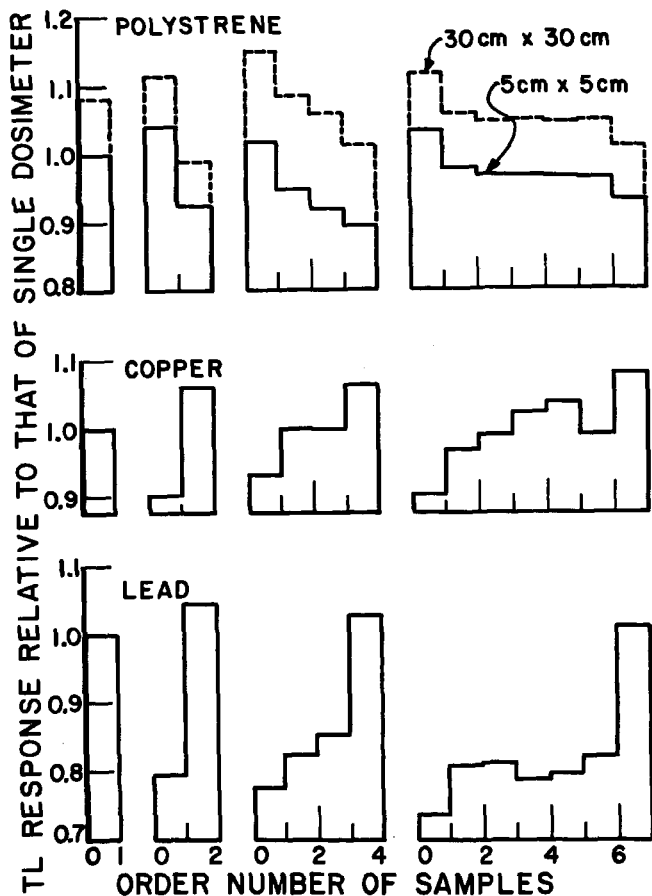 TL RESPONSE RELATIVE TO THAT OF SINGLE DOSIMETER
POLYSTRENE
30 cm x 30 cm
5 cm x 5 cm
1.2
1.1
1.0
0.9
0.8
COPPER
1.1
1.0
0.9
LEAD
1.1
1.0
0.9
0.8
0.7
0 1 0 2 0 2 4 0 2 4 6
ORDER NUMBER OF SAMPLES